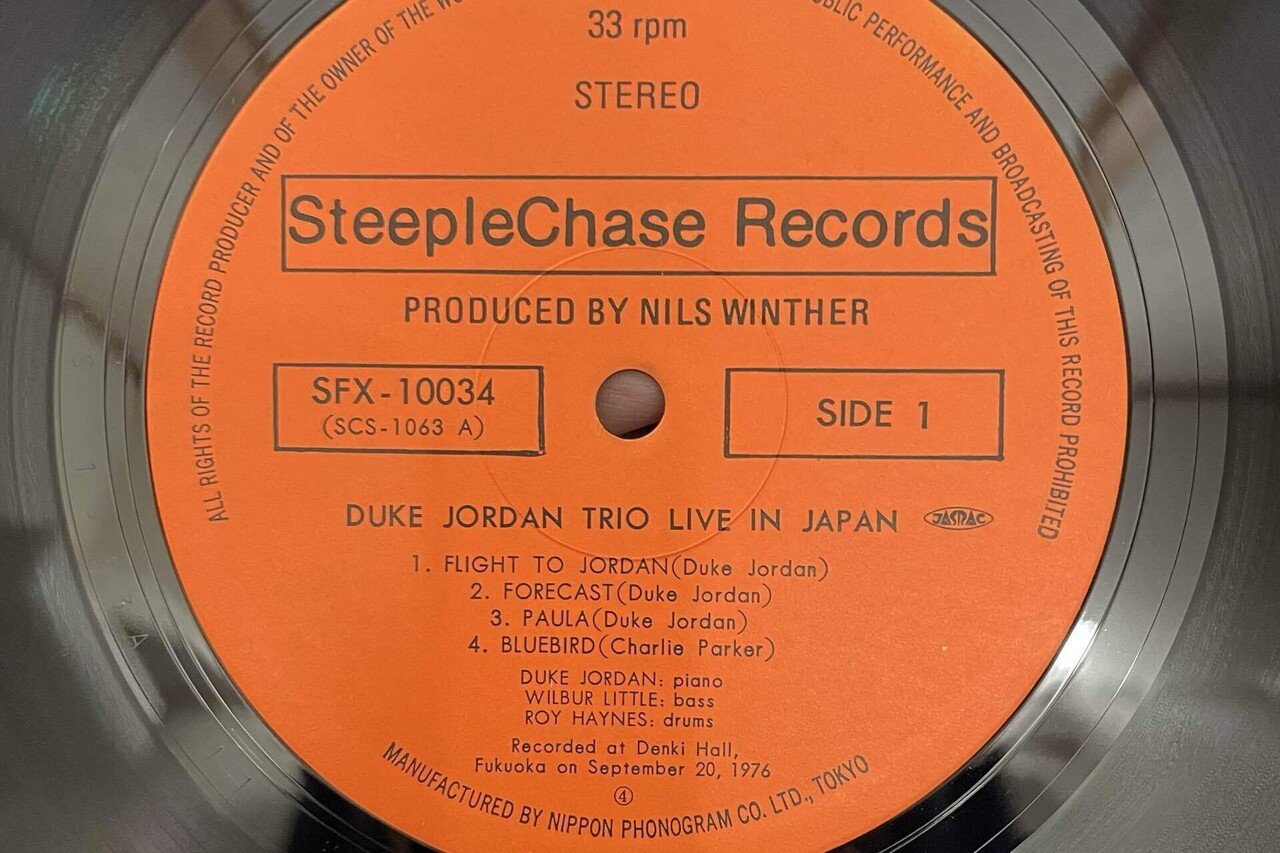 33 rpm
STEREO
SteepleChase Records
PRODUCED BY NILS WINTHER
SFX-10034
(SCS-1063 A)
SIDE 1
DUKE JORDAN TRIO LIVE IN JAPAN
JASRAC
1. FLIGHT TO JORDAN(Duke Jordan)
2. FORECAST(Duke Jordan)
3. PAULA(Duke Jordan)
4. BLUEBIRD(Charlie Parker)
DUKE JORDAN: piano
WILBUR LITTLE: bass
ROY HAYNES: drums
Recorded at Denki Hall,
Fukuoka on September 20, 1976
④
MANUFACTURED BY NIPPON PHONOGRAM CO. LTD., TOKYO
ALL RIGHTS OF THE RECORD PRODUCER AND OF THE OWNER OF THE
PUBLIC PERFORMANCE AND BROADCASTING OF THIS RECORD PROHIBITED